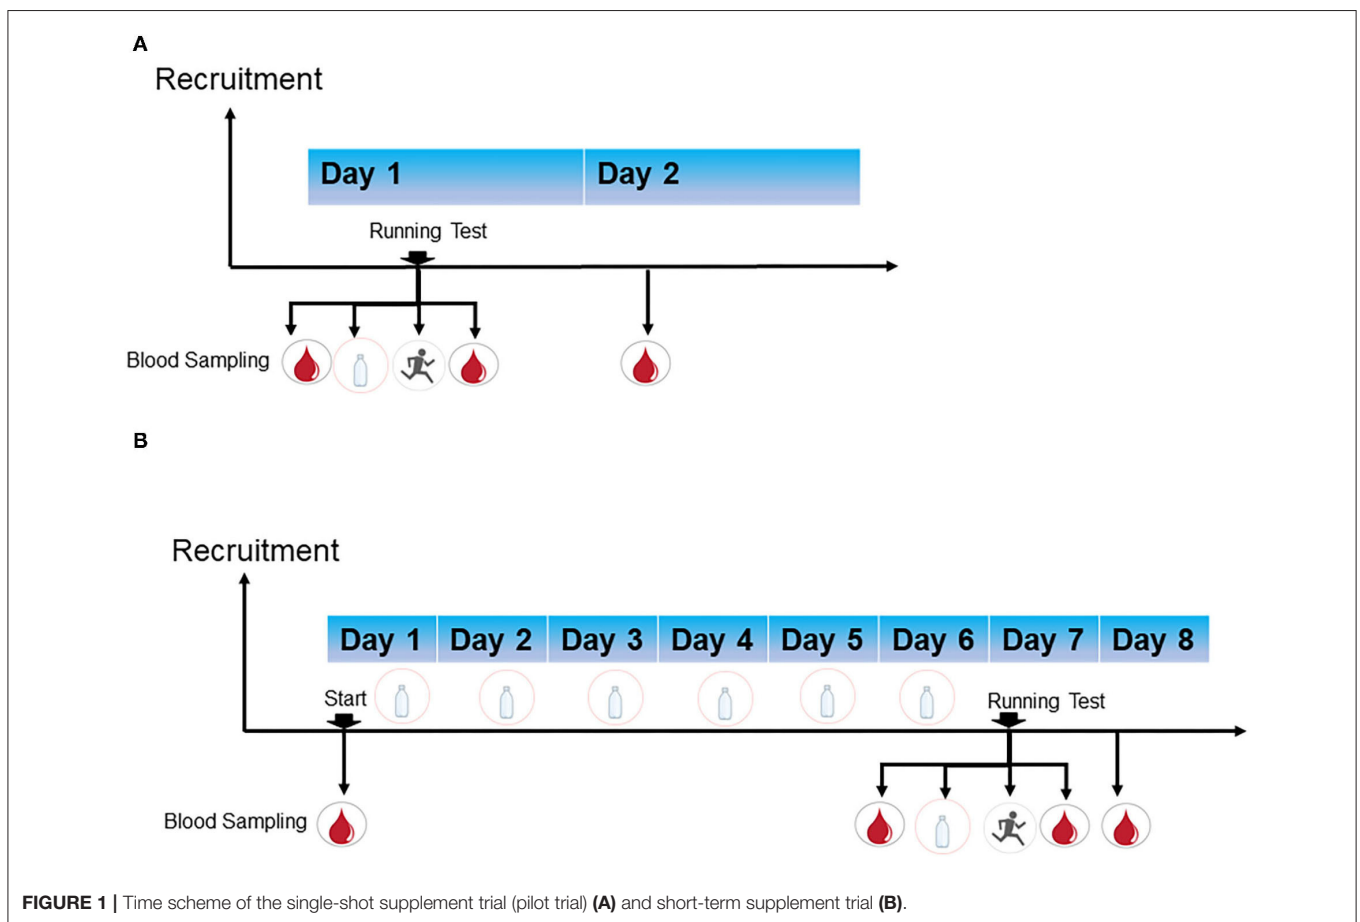 A
Recruitment
Day 1 Day 2
Running Test
Blood Sampling
B
Recruitment
Day 1 Day 2 Day 3 Day 4 Day 5 Day 6 Day 7 Day 8
Start Running Test
Blood Sampling
FIGURE 1 | Time scheme of the single-shot supplement trial (pilot trial) (A) and short-term supplement trial (B).